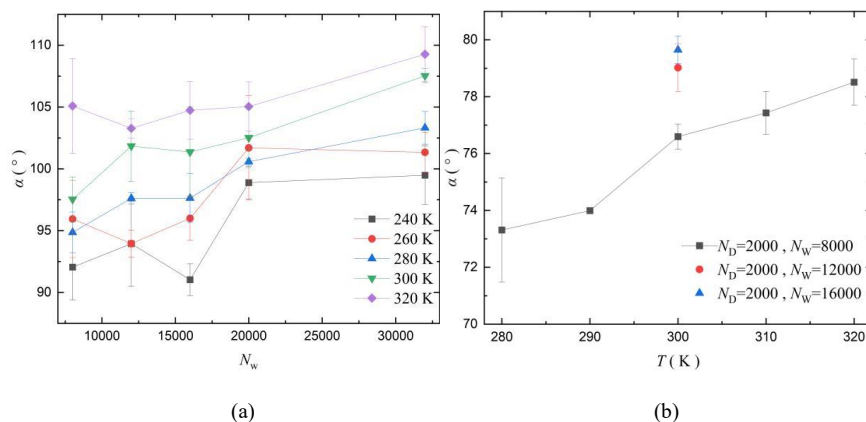 110
105
100
95
90
α(°)
10000 15000 20000 25000 30000
N_w
240 K
260 K
280 K
300 K
320 K
(a)
80
78
76
74
72
70
α(°)
280 290 300 310 320
T(K)
N_D=2000 , N_W=8000
N_D=2000 , N_W=12000
N_D=2000 , N_W=16000
(b)